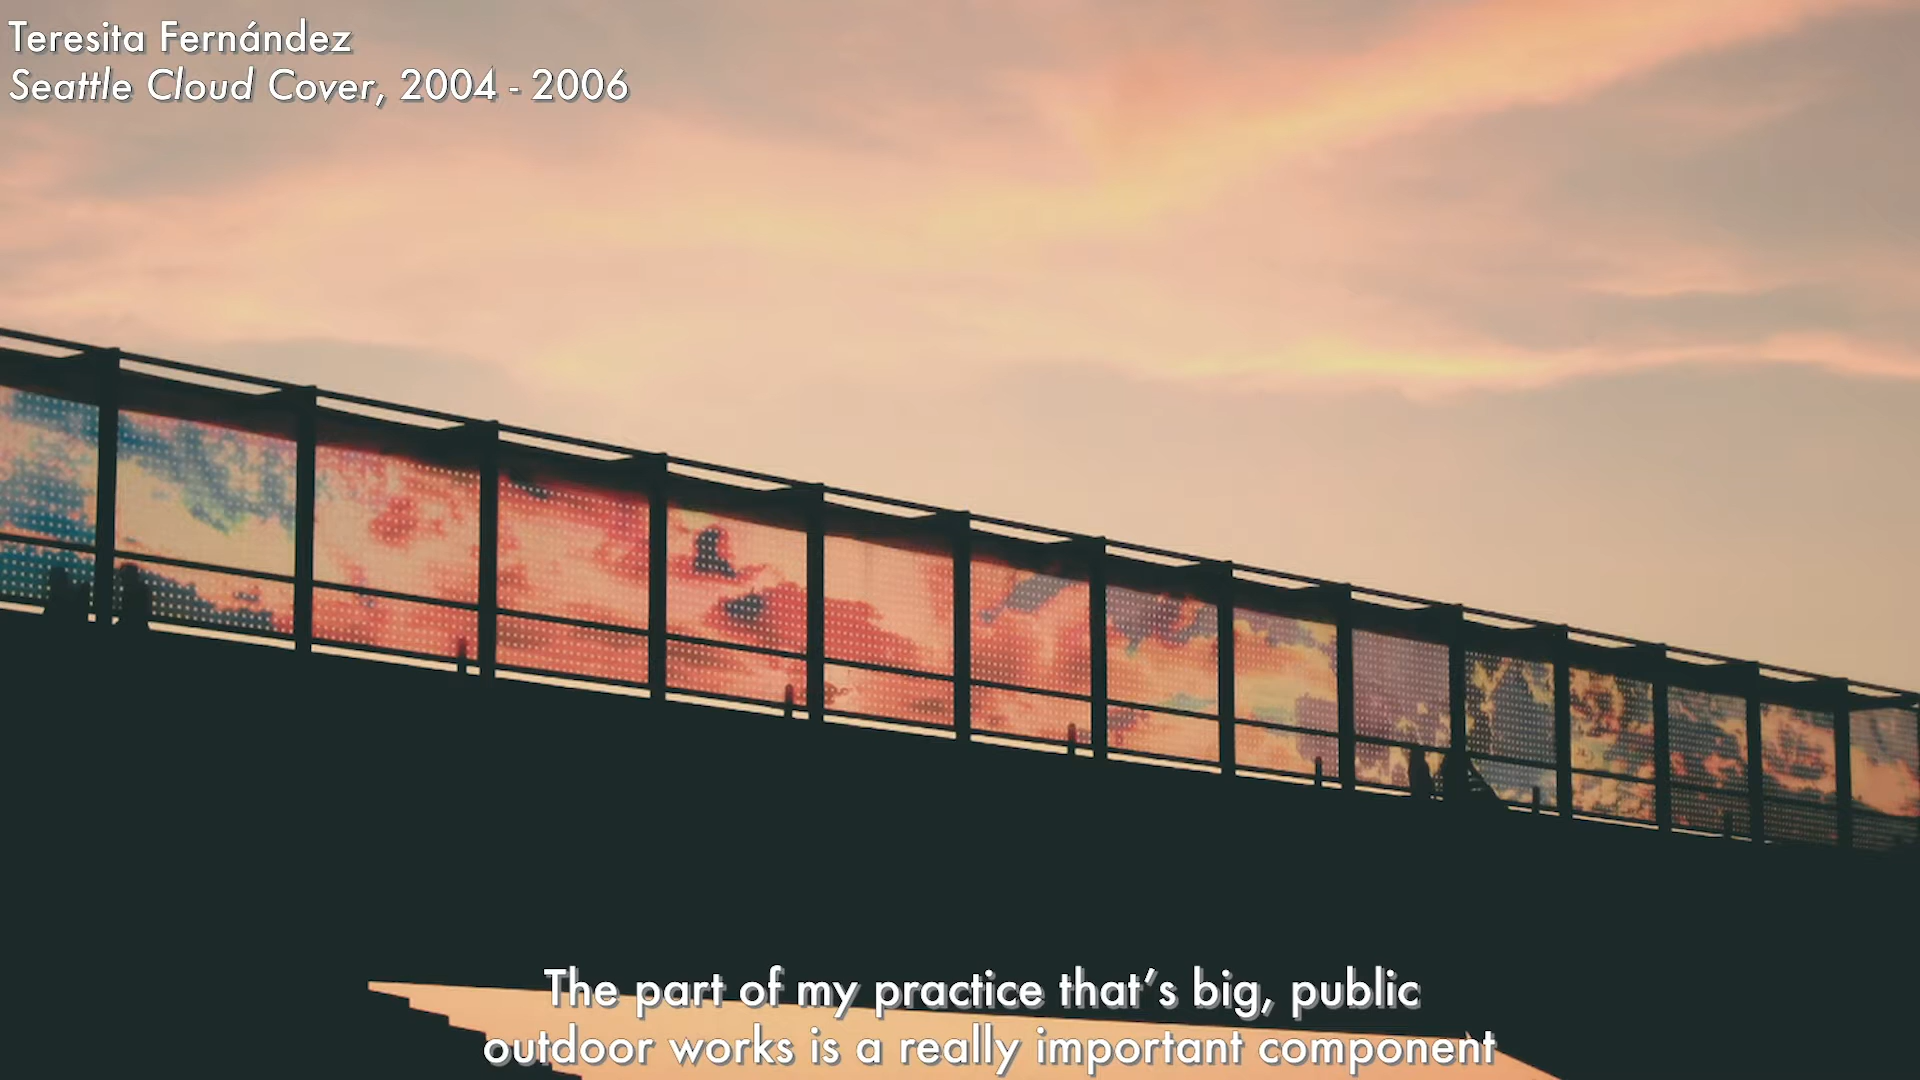 Teresita Fernández
Seattle Cloud Cover, 2004 - 2006
The part of my practice that's big, public
outdoor works is a really important component